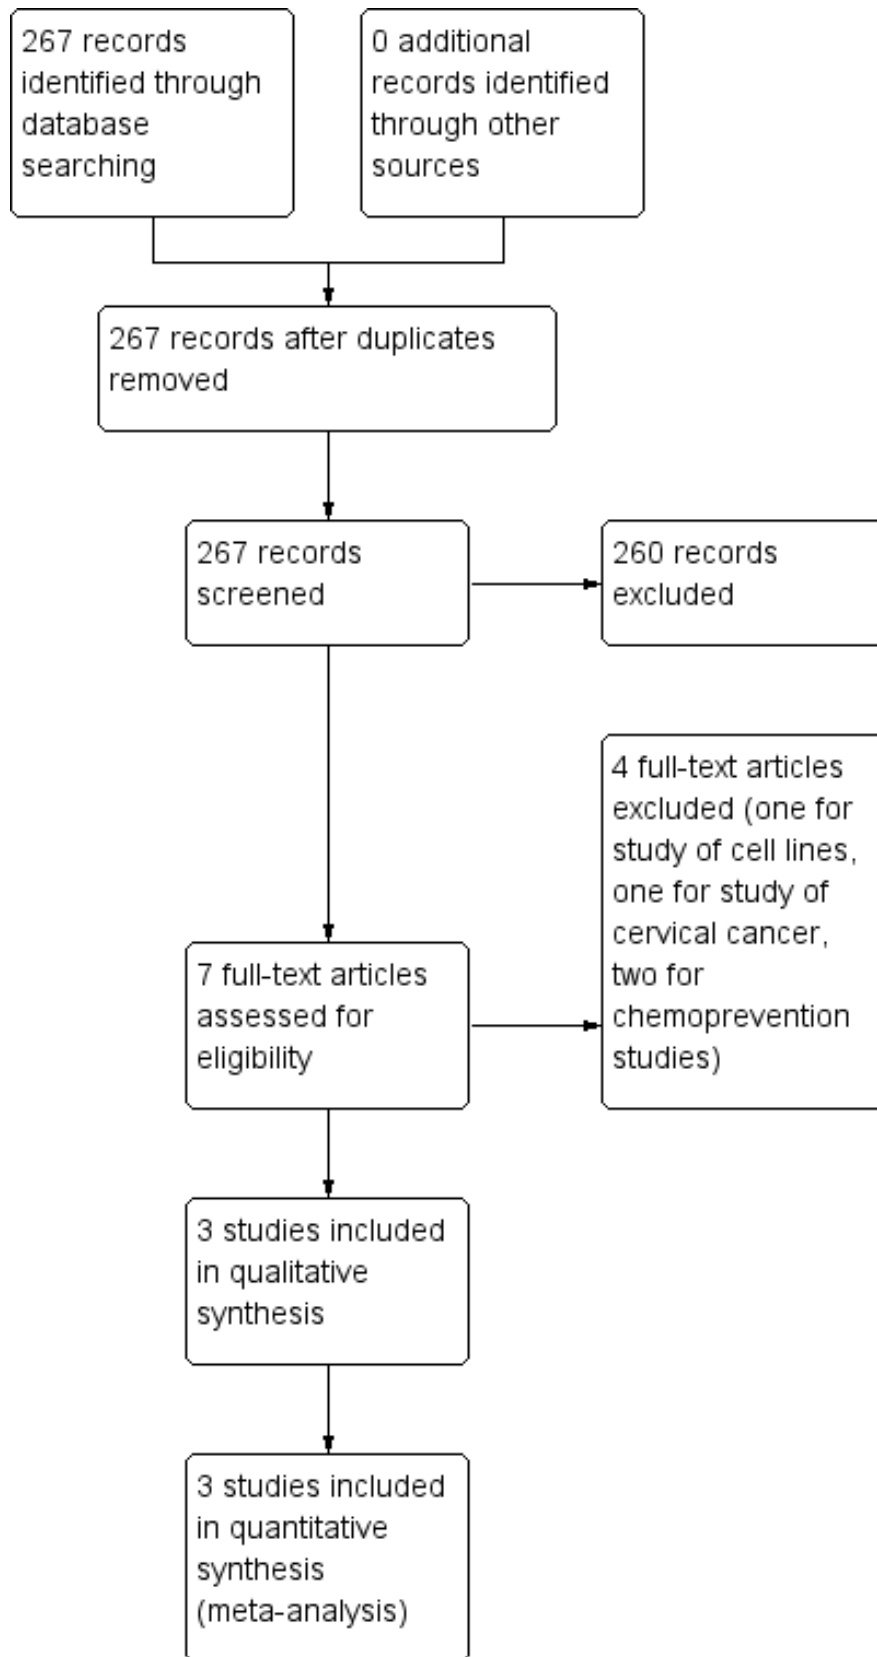 267 records
identified through
database
searching
0 additional
records identified
through other
sources
267 records after duplicates
removed
267 records
screened
260 records
excluded
4 full-text articles
excluded (one for
study of cell lines,
one for study of
cervical cancer,
two for
chemoprevention
studies)
7 full-text articles
assessed for
eligibility
3 studies included
in qualitative
synthesis
3 studies included
in quantitative
synthesis
(meta-analysis)